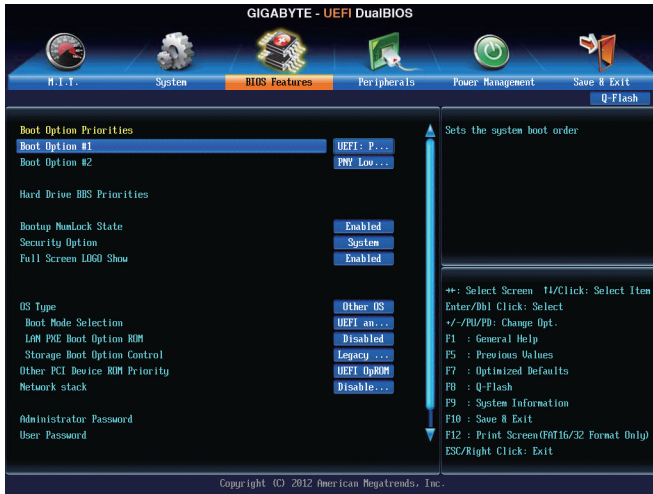 GIGABYTE - UEFI DualBIOS
M.I.T.
System
BIOS Features
Peripherals
Power Management
Save & Exit
Q-Flash
Boot Option Priorities
Boot Option #1 UEFI: P...
Boot Option #2 PNY Lov...
Hard Drive BBS Priorities
Bootup NumLock State Enabled
Security Option System
Full Screen LOGO Show Enabled
OS Type Other OS
Boot Mode Selection UEFI an...
LAN PXE Boot Option ROM Disabled
Storage Boot Option Control Legacy ...
Other PCI Device ROM Priority UEFI OpROM
Network stack Disable...
Administrator Password
User Password
Sets the system boot order
→←: Select Screen ↑↓/Click: Select Item
Enter/Dbl Click: Select
+/-/PU/PD: Change Opt.
F1 : General Help
F5 : Previous Values
F7 : Optimized Defaults
F8 : Q-Flash
F9 : System Information
F10 : Save & Exit
F12 : Print Screen(FAT16/32 Format Only)
ESC/Right Click: Exit
Copyright (C) 2012 American Megatrends, Inc.